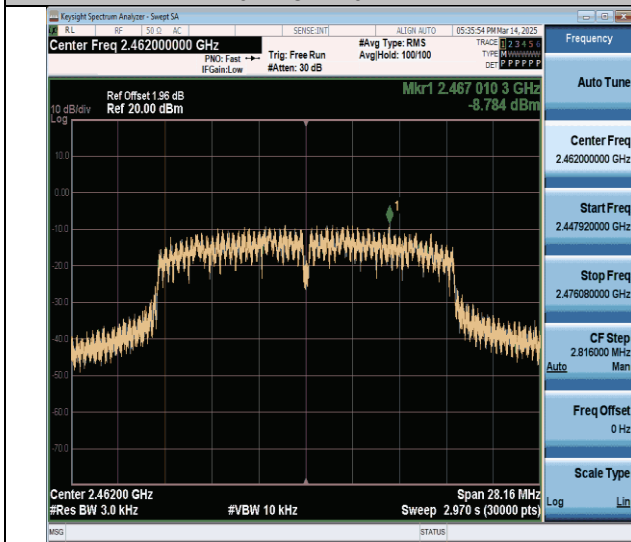 Keysight Spectrum Analyzer - Swept SA
RL RF 50 Ω AC SENSE:INT ALIGN AUTO 05:35:54 PM Mar 14, 2025
Center Freq 2.462000000 GHz
PNO: Fast
IFGain:Low
Trig: Free Run
#Atten: 30 dB
#Avg Type: RMS
Avg|Hold: 100/100
TRACE 1 2 3 4 5 6
TYPE M WWWWW
DET P P P P P P
Frequency
Ref Offset 1.96 dB
Ref 20.00 dBm
10 dB/div
Log
Mkr1 2.467 010 3 GHz
-8.784 dBm
10.0
0.00
-10.0
-20.0
-30.0
-40.0
-50.0
-60.0
-70.0
1
Center 2.46200 GHz
Span 28.16 MHz
#Res BW 3.0 kHz
#VBW 10 kHz
Sweep 2.970 s (30000 pts)
MSG
STATUS
Auto Tune
Center Freq
2.462000000 GHz
Start Freq
2.447920000 GHz
Stop Freq
2.476080000 GHz
CF Step
2.816000 MHz
Auto Man
Freq Offset
0 Hz
Scale Type
Log Lin